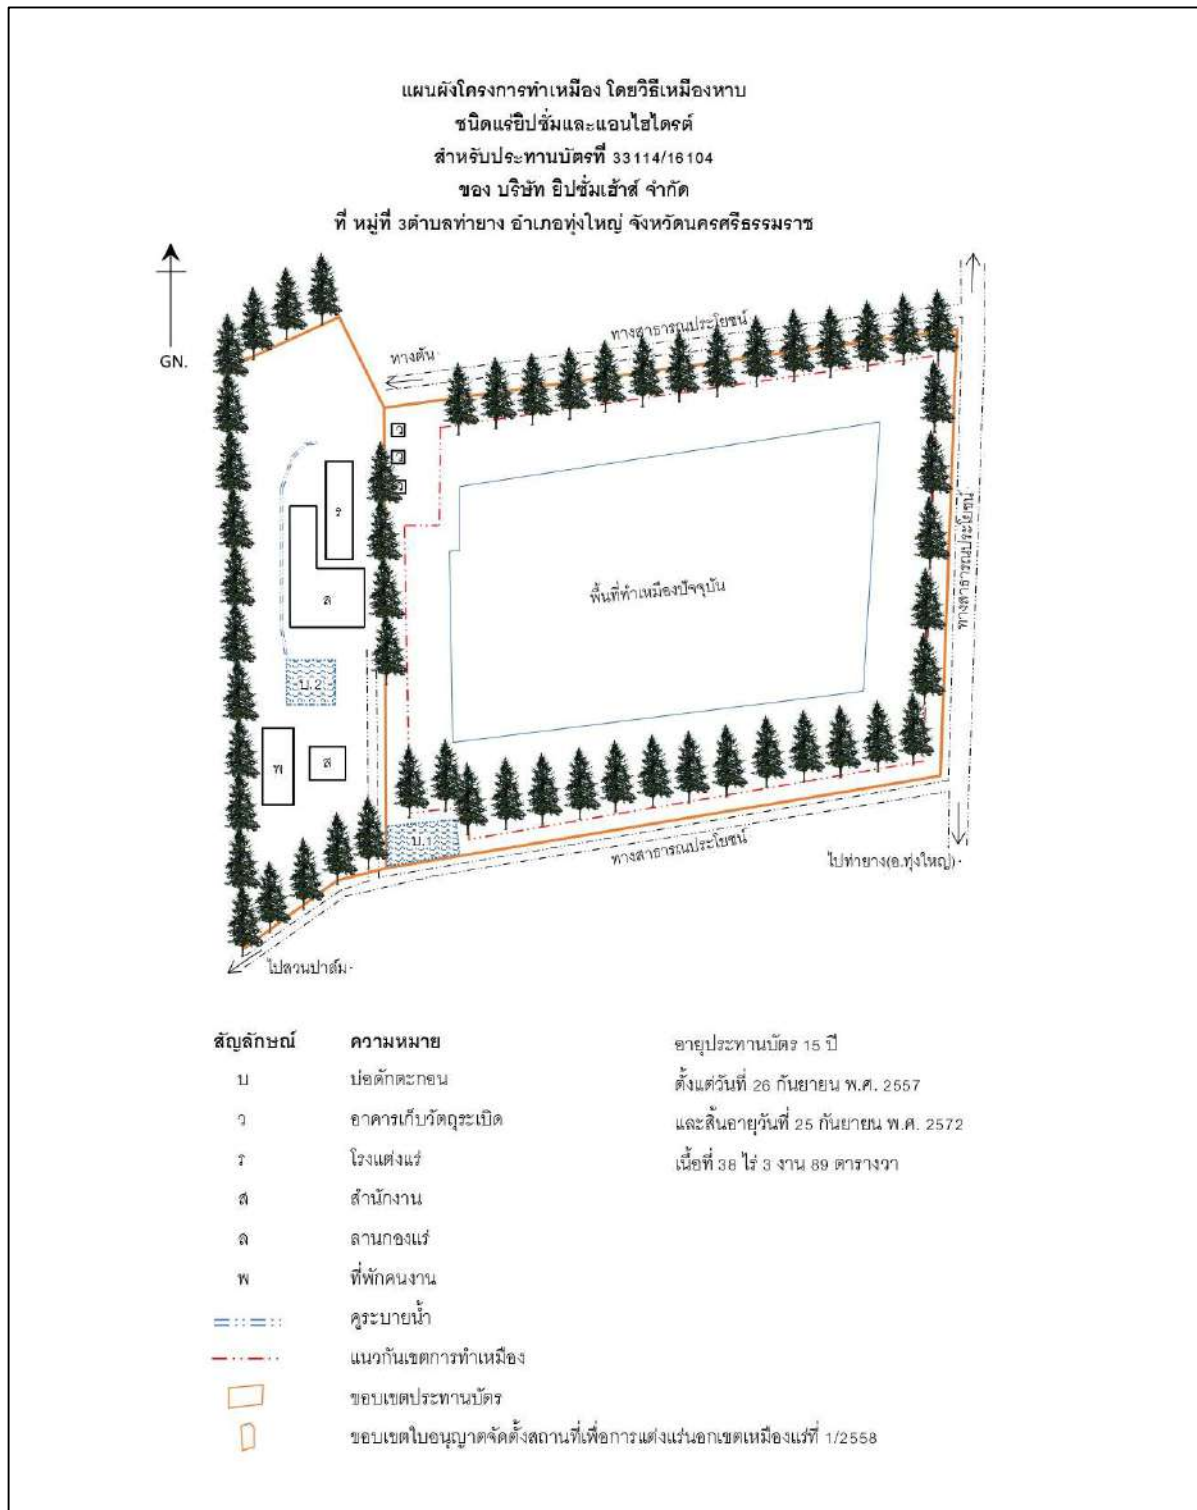 แผนผังโครงการทำเหมือง โดยวิธีเหมืองหาบ
ชนิดแร่ยิปซั่มและแอนไฮไดรต์
สำหรับประทานบัตรที่ 33114/16104
ของ บริษัท ยิปซั่มเฮ้าส์ จำกัด
ที่ หมู่ที่ 3ตำบลท่ายาง อำเภอทุ่งใหญ่ จังหวัดนครศรีธรรมราช
GN.
ทางสาธารณประโยชน์
ทางตัน
ว
ว
ว
ร
ทางสาธารณประโยชน์
พื้นที่ทำเหมืองปัจจุบัน
ล
บ.2
พ
ส
บ.1
ทางสาธารณประโยชน์
ไปท่ายาง(อ.ทุ่งใหญ่)
ไปสวนปาล์ม
สัญลักษณ์ ความหมาย
บ บ่อดักตะกอน
ว อาคารเก็บวัตถุระเบิด
ร โรงแต่งแร่
ส สำนักงาน
ล ลานกองแร่
พ ที่พักคนงาน
คูระบายน้ำ
แนวกันเขตการทำเหมือง
ขอบเขตประทานบัตร
ขอบเขตใบอนุญาตจัดตั้งสถานที่เพื่อการแต่งแร่นอกเขตเหมืองแร่ที่ 1/2558
อายุประทานบัตร 15 ปี
ตั้งแต่วันที่ 26 กันยายน พ.ศ. 2557
และสิ้นอายุวันที่ 25 กันยายน พ.ศ. 2572
เนื้อที่ 38 ไร่ 3 งาน 89 ตารางวา